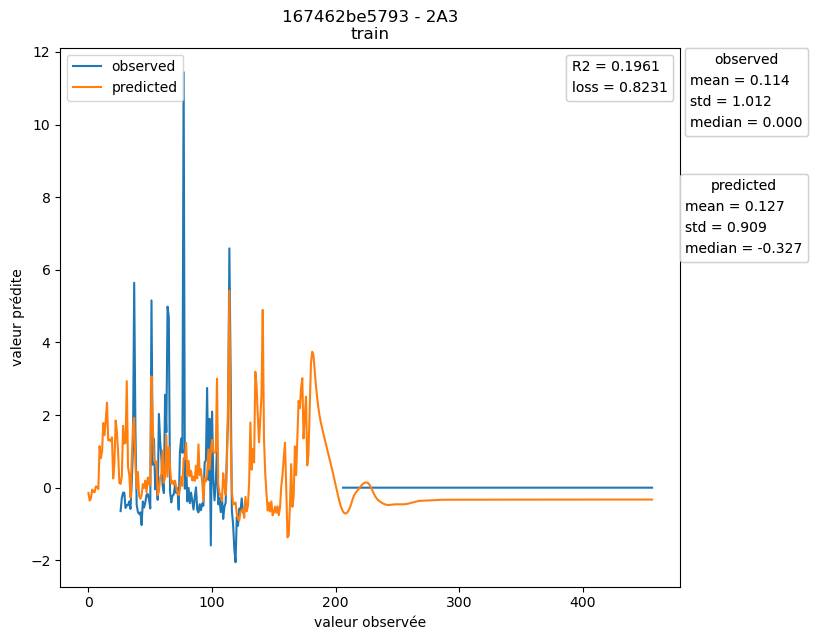 167462be5793 - 2A3
train
observed
predicted
R2 = 0.1961
loss = 0.8231
observed
mean = 0.114
std = 1.012
median = 0.000
predicted
mean = 0.127
std = 0.909
median = -0.327
valeur prédite
12
10
8
6
4
2
0
−2
0
100
200
300
400
valeur observée